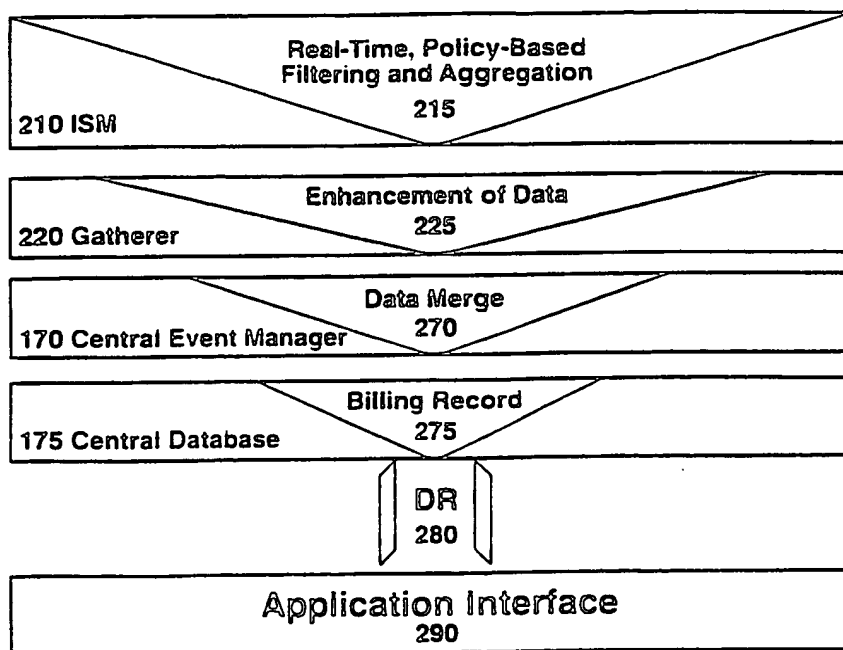 Real-Time, Policy-Based
Filtering and Aggregation
215
210 ISM
Enhancement of Data
225
220 Gatherer
Data Merge
270
170 Central Event Manager
Billing Record
275
175 Central Database
DR
280
Application Interface
290